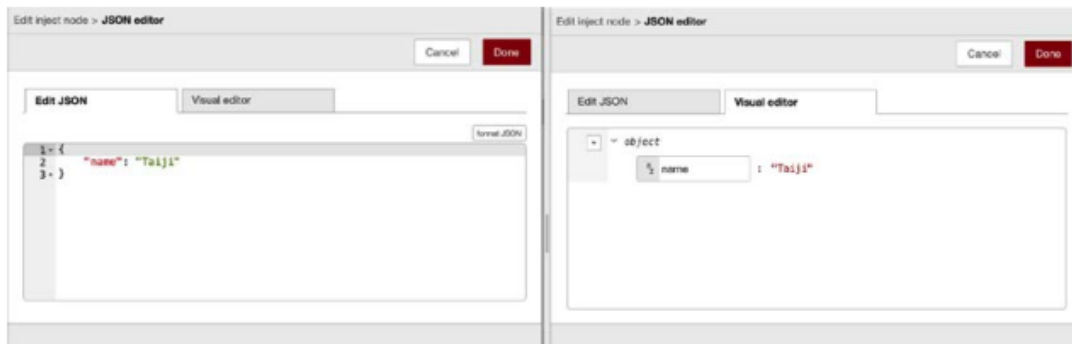 Edit inject node > JSON editor
Cancel
Done
Edit JSON
Visual editor
format JSON
1 {
2 "name": "Taiji"
3 }
Edit inject node > JSON editor
Cancel
Done
Edit JSON
Visual editor
object
name : "Taiji"